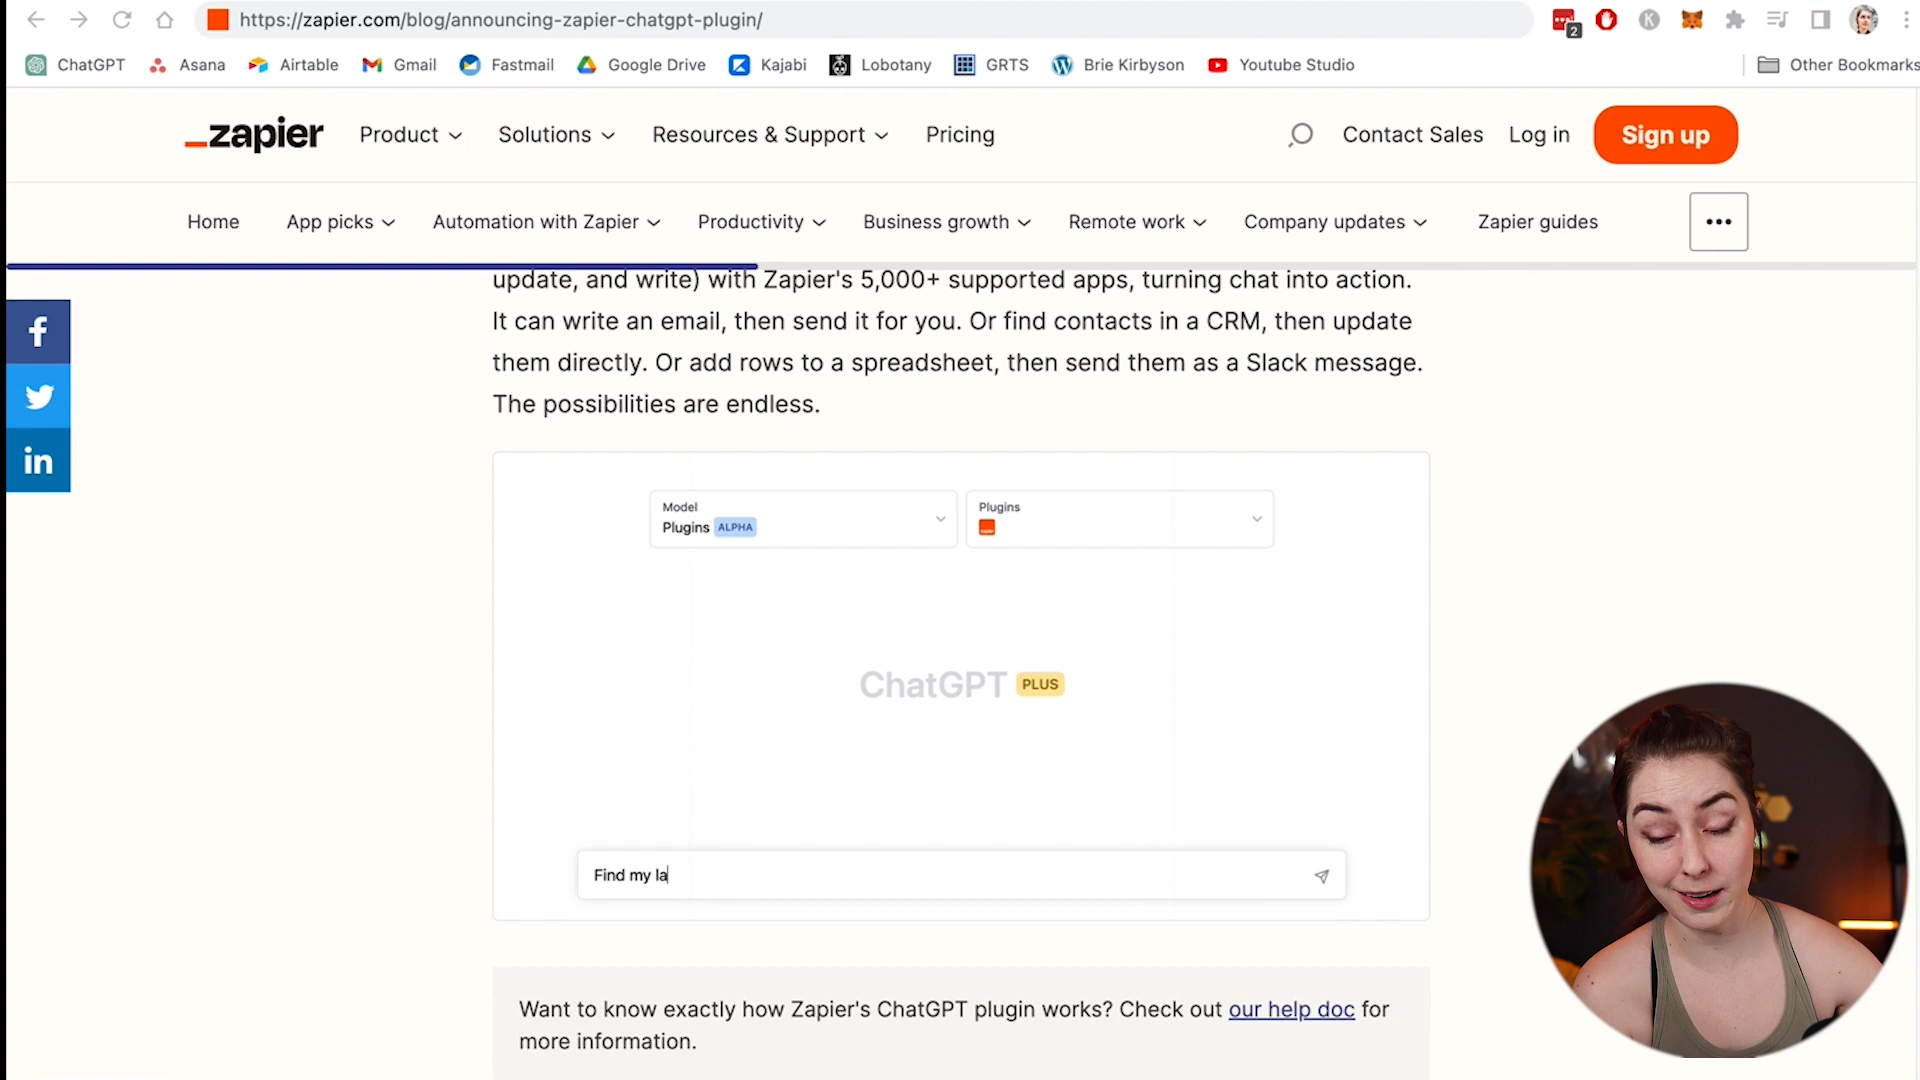 https://zapier.com/blog/announcing-zapier-chatgpt-plugin/
2
K
ChatGPT Asana Airtable Gmail Fastmail Google Drive Kajabi Lobotany GRTS Brie Kirbyson Youtube Studio Other Bookmarks
zapier Product Solutions Resources & Support Pricing Contact Sales Log in Sign up
Home App picks Automation with Zapier Productivity Business growth Remote work Company updates Zapier guides
update, and write) with Zapier's 5,000+ supported apps, turning chat into action.
It can write an email, then send it for you. Or find contacts in a CRM, then update
them directly. Or add rows to a spreadsheet, then send them as a Slack message.
The possibilities are endless.
f
in
Model
Plugins ALPHA
Plugins
ChatGPT PLUS
Find my la
Want to know exactly how Zapier's ChatGPT plugin works? Check out our help doc for
more information.